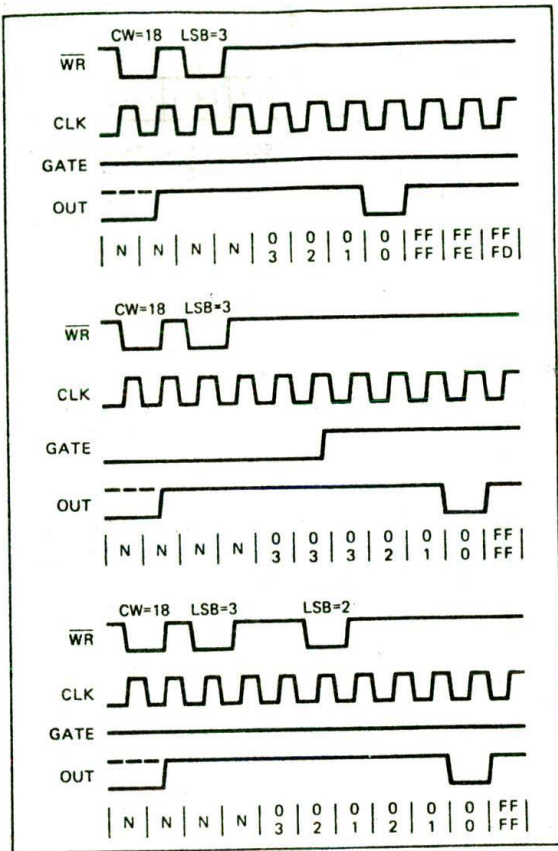 CW=18 LSB=3
WR
CLK
GATE
OUT
| N | N | N | N | 0 | 0 | 0 | 0 | FF | FF | FF |
3 2 1 0 FF FE FD
CW=18 LSB=3
WR
CLK
GATE
OUT
| N | N | N | N | 0 | 0 | 0 | 0 | 0 | 0 | FF |
3 3 3 2 1 0 FF
CW=18 LSB=3 LSB=2
WR
CLK
GATE
OUT
| N | N | N | N | 0 | 0 | 0 | 0 | 0 | 0 | FF |
3 2 1 2 1 0 FF